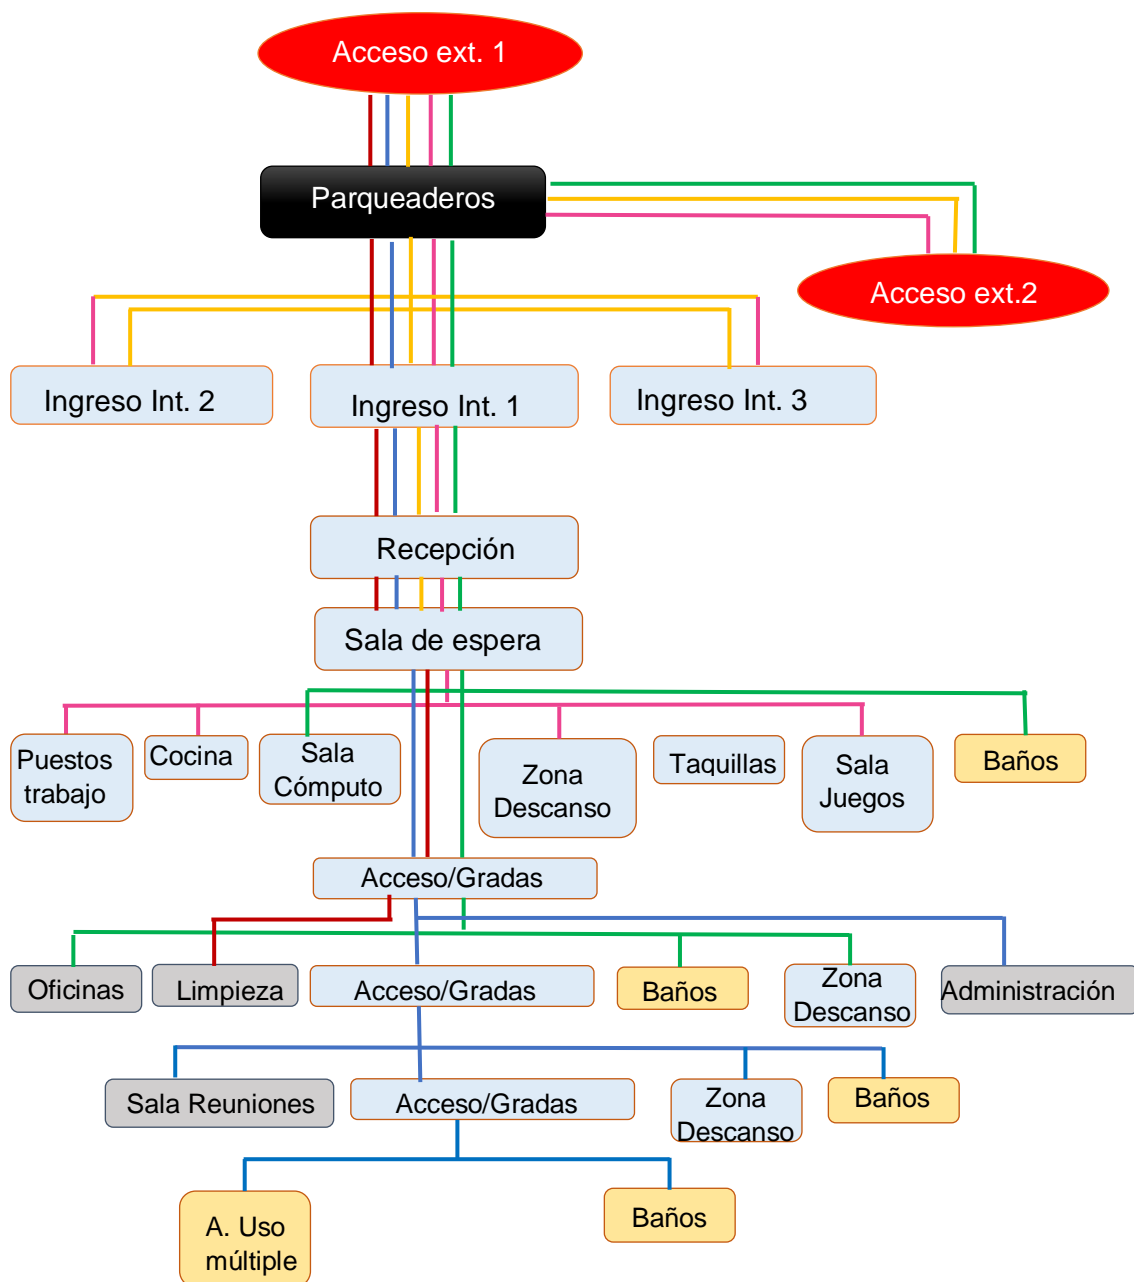 Acceso ext. 1
Parqueaderos
Acceso ext.2
Ingreso Int. 2
Ingreso Int. 1
Ingreso Int. 3
Recepción
Sala de espera
Puestos
trabajo
Cocina
Sala
Cómputo
Zona
Descanso
Taquillas
Sala
Juegos
Baños
Acceso/Gradas
Oficinas
Limpieza
Acceso/Gradas
Baños
Zona
Descanso
Administración
Sala Reuniones
Acceso/Gradas
Zona
Descanso
Baños
A. Uso
múltiple
Baños